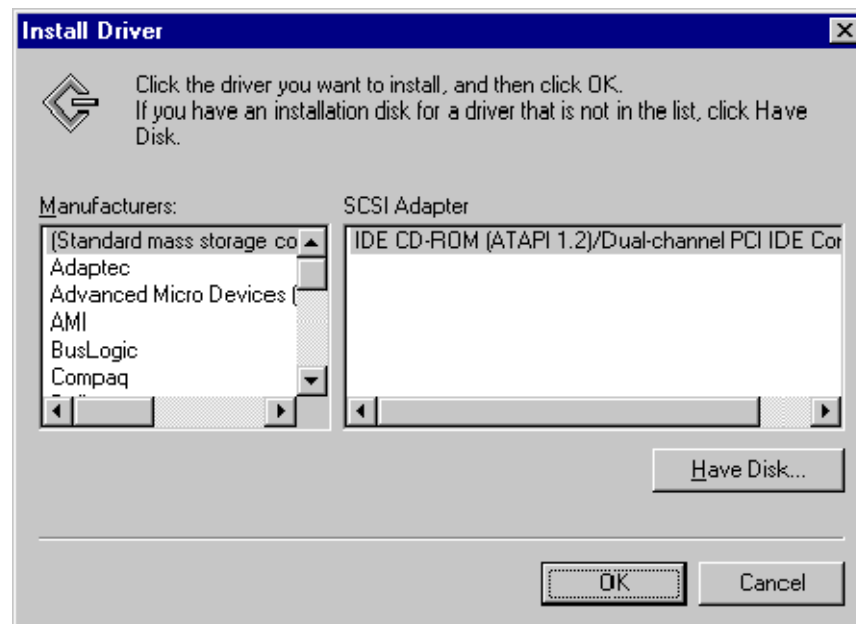 Install Driver
Click the driver you want to install, and then click OK.
If you have an installation disk for a driver that is not in the list, click Have
Disk.
Manufacturers:
SCSI Adapter
(Standard mass storage co
IDE CD-ROM (ATAPI 1.2)/Dual-channel PCI IDE Con
Adaptec
Advanced Micro Devices (
AMI
BusLogic
Compaq
Have Disk...
OK
Cancel